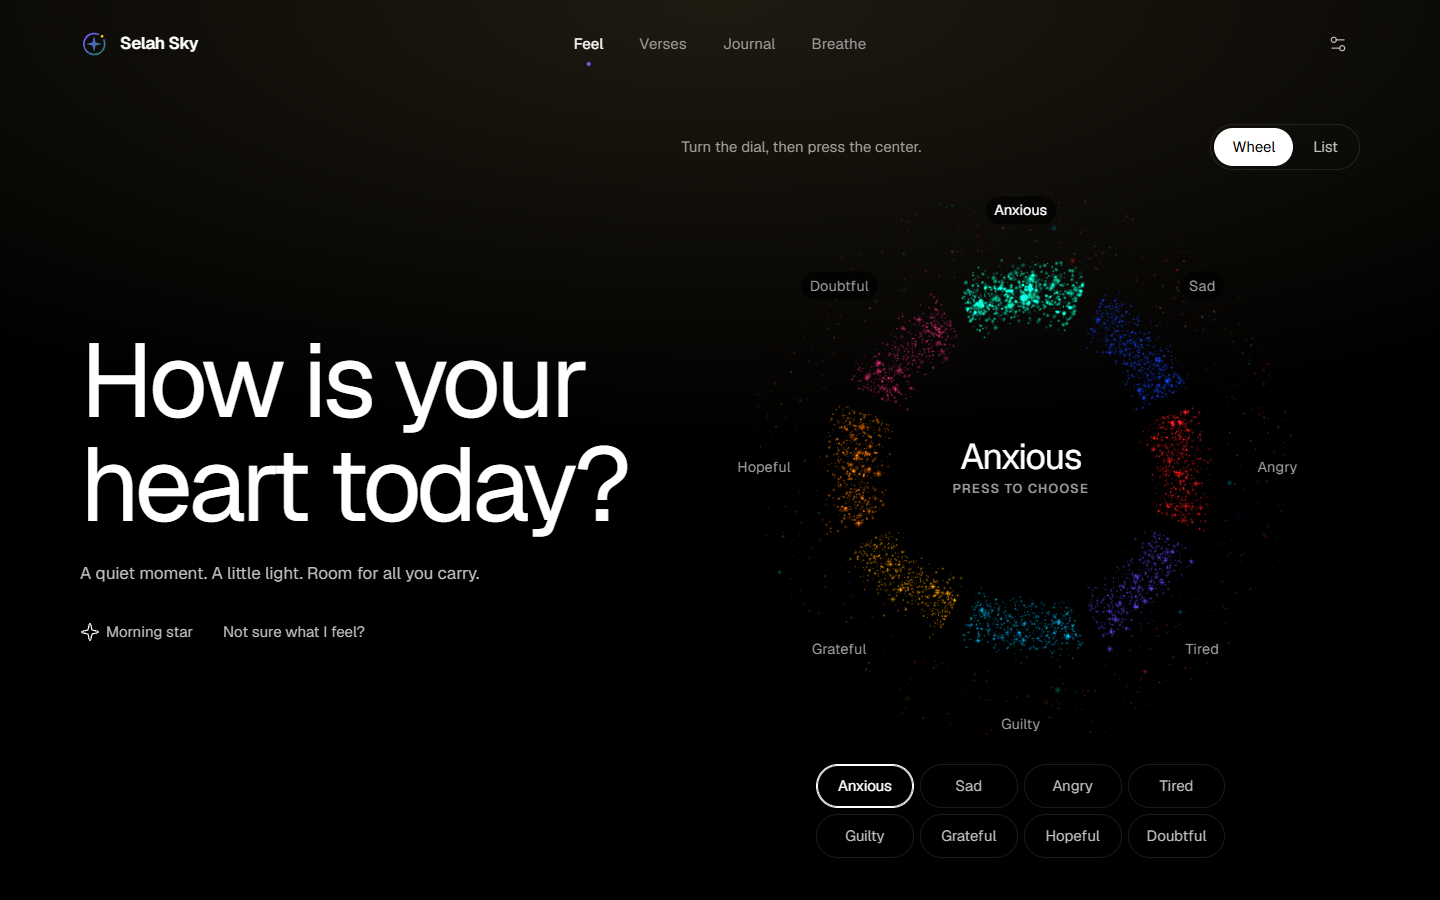 Selah Sky
Feel
Verses
Journal
Breathe
Turn the dial, then press the center.
Wheel
List
How is your
heart today?
A quiet moment. A little light. Room for all you carry.
Morning star
Not sure what I feel?
Anxious
Doubtful
Sad
Hopeful
Anxious
PRESS TO CHOOSE
Angry
Grateful
Tired
Guilty
Anxious
Sad
Angry
Tired
Guilty
Grateful
Hopeful
Doubtful